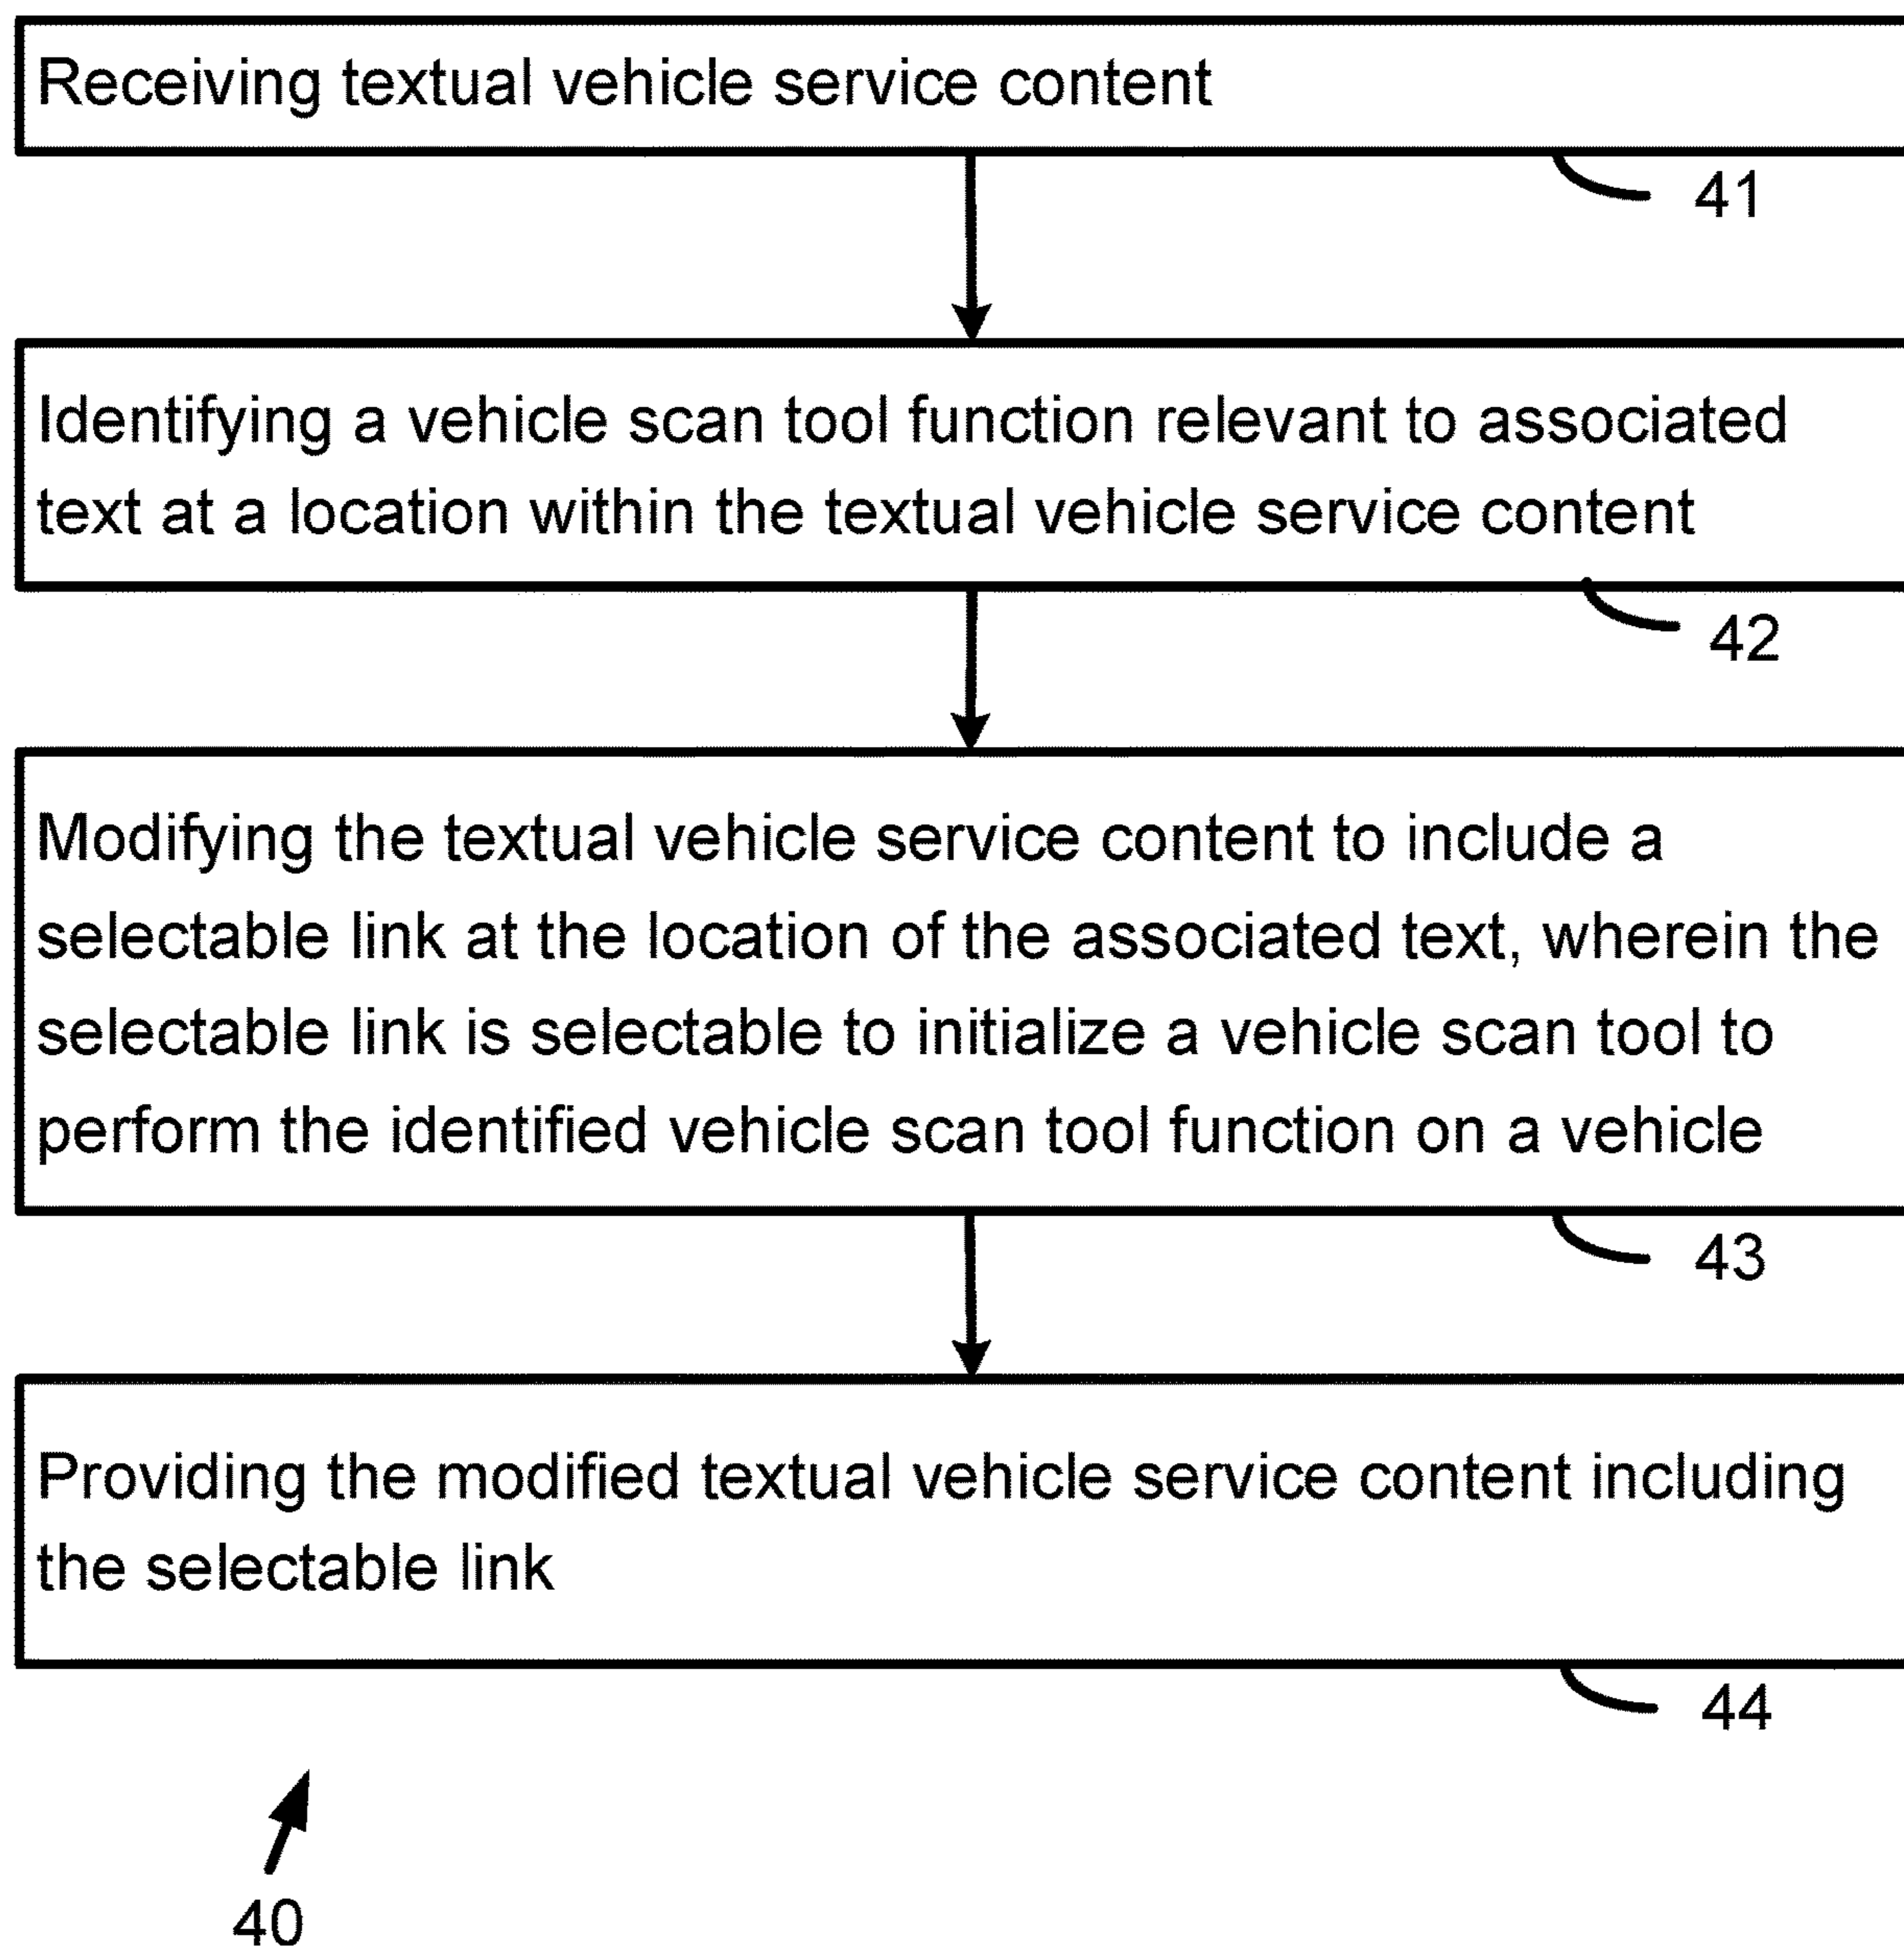 Receiving textual vehicle service content
41
Identifying a vehicle scan tool function relevant to associated
text at a location within the textual vehicle service content
42
Modifying the textual vehicle service content to include a
selectable link at the location of the associated text, wherein the
selectable link is selectable to initialize a vehicle scan tool to
perform the identified vehicle scan tool function on a vehicle
43
Providing the modified textual vehicle service content including
the selectable link
44
40